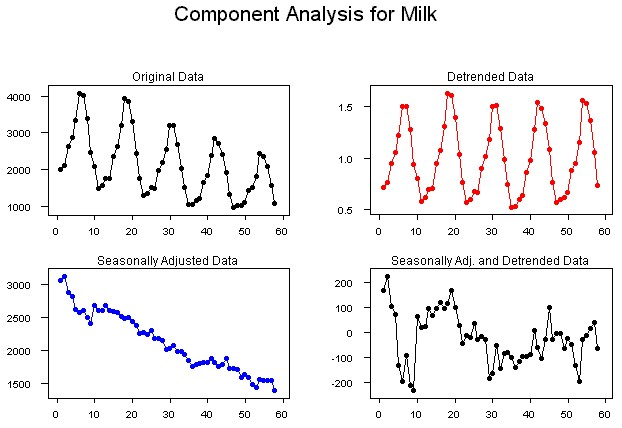 Component Analysis for Milk
Original Data
4000
3000
2000
1000
0 10 20 30 40 50 60
Detrended Data
1.5
1.0
0.5
0 10 20 30 40 50 60
Seasonally Adjusted Data
3000
2500
2000
1500
0 10 20 30 40 50 60
Seasonally Adj. and Detrended Data
200
100
0
-100
-200
0 10 20 30 40 50 60